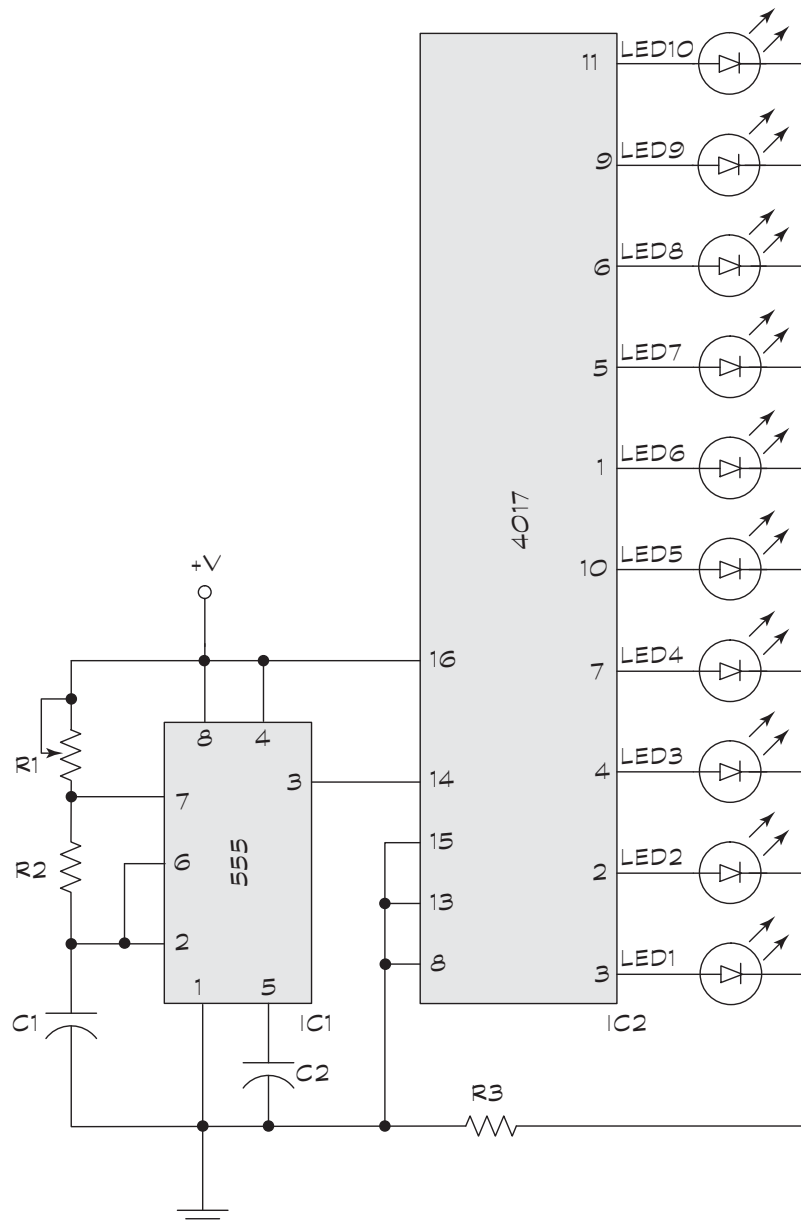 11 LED10
9 LED9
6 LED8
5 LED7
1 LED6
4017
10 LED5
+V
16
7 LED4
8 4
R1
3 14
4 LED3
7
15
R2
6
555
2 LED2
13
2
8
1 5
3 LED1
C1
IC1
IC2
C2
R3